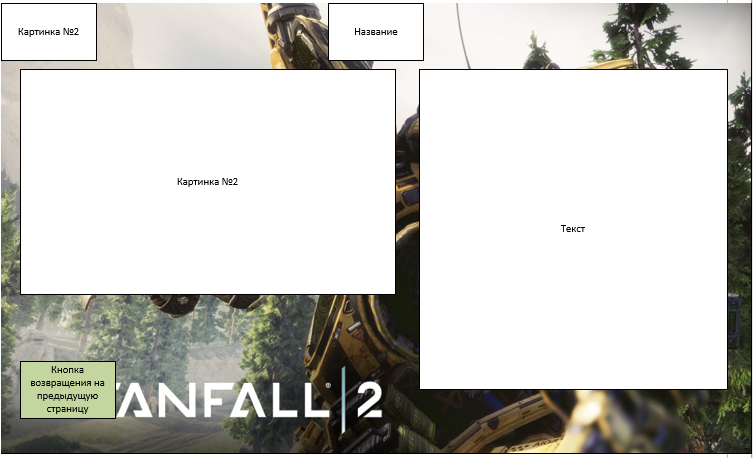 Картинка №2
Название
Картинка №2
Текст
Кнопка
возвращения на
предыдущую
страницу
ANFALL® 2